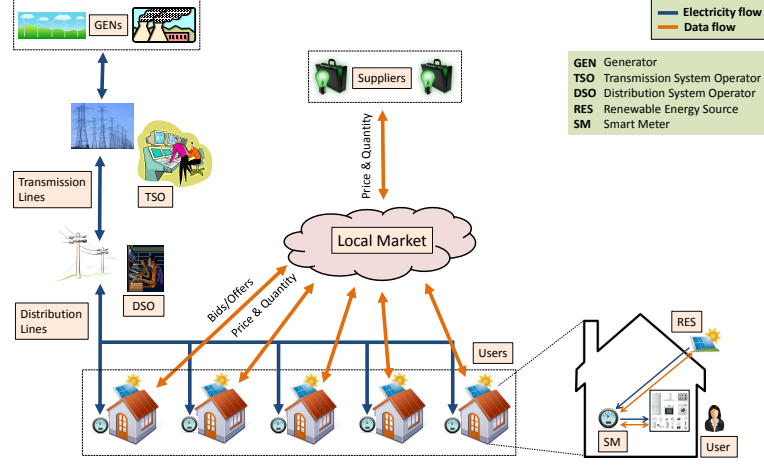 GENs
Electricity flow
Data flow
Suppliers
GEN Generator
TSO Transmission System Operator
DSO Distribution System Operator
RES Renewable Energy Source
SM Smart Meter
Price & Quantity
Transmission
Lines
TSO
Local Market
DSO
Bids/Offers
Price & Quantity
Distribution
Lines
Users
RES
SM
User